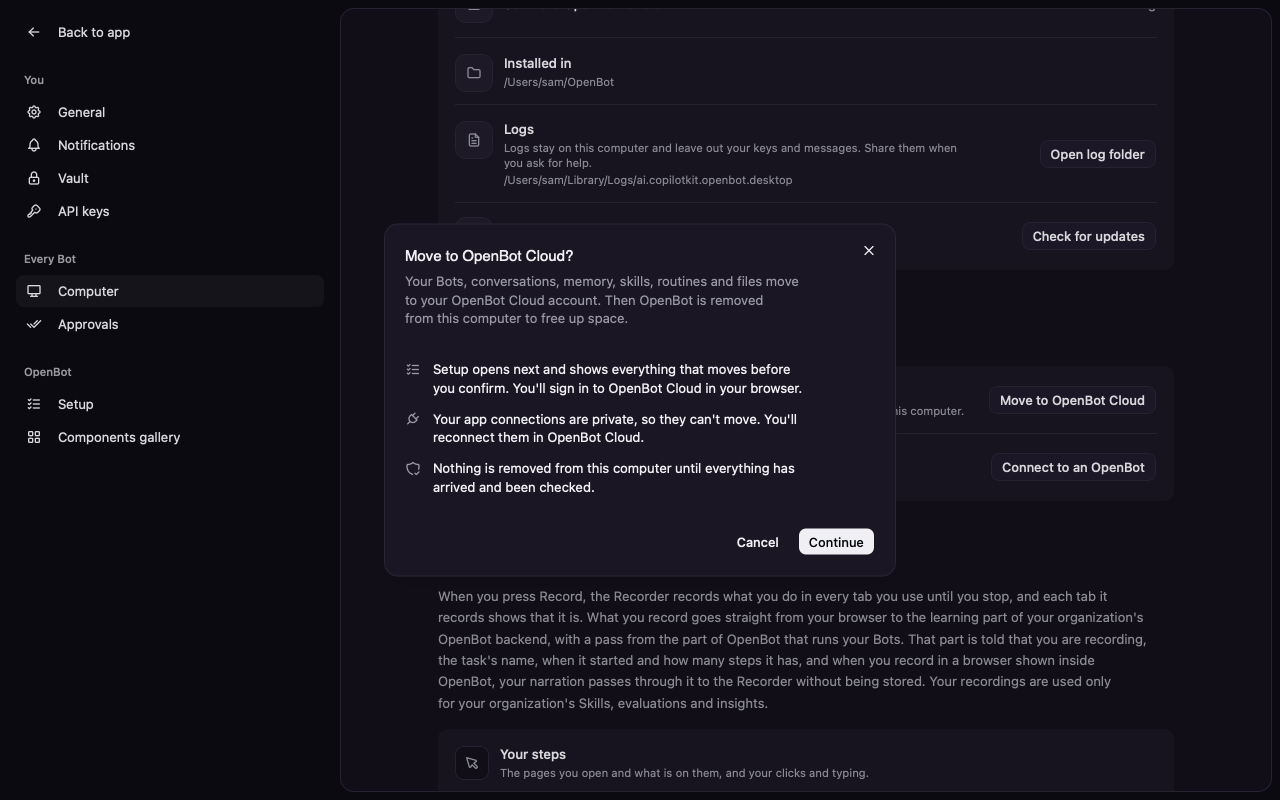 Back to app
You
General
Notifications
Vault
API keys
Every Bot
Computer
Approvals
OpenBot
Setup
Components gallery
Installed in
/Users/sam/OpenBot
Logs
Logs stay on this computer and leave out your keys and messages. Share them when
you ask for help.
/Users/sam/Library/Logs/ai.copilotkit.openbot.desktop
Open log folder
Check for updates
Move to OpenBot Cloud?
Your Bots, conversations, memory, skills, routines and files move
to your OpenBot Cloud account. Then OpenBot is removed
from this computer to free up space.
Setup opens next and shows everything that moves before
you confirm. You'll sign in to OpenBot Cloud in your browser.
Your app connections are private, so they can't move. You'll
reconnect them in OpenBot Cloud.
Nothing is removed from this computer until everything has
arrived and been checked.
Cancel
Continue
computer.
Move to OpenBot Cloud
Connect to an OpenBot
When you press Record, the Recorder records what you do in every tab you use until you stop, and each tab it
records shows that it is. What you record goes straight from your browser to the learning part of your organization's
OpenBot backend, with a pass from the part of OpenBot that runs your Bots. That part is told that you are recording,
the task's name, when it started and how many steps it has, and when you record in a browser shown inside
OpenBot, your narration passes through it to the Recorder without being stored. Your recordings are used only
for your organization's Skills, evaluations and insights.
Your steps
The pages you open and what is on them, and your clicks and typing.